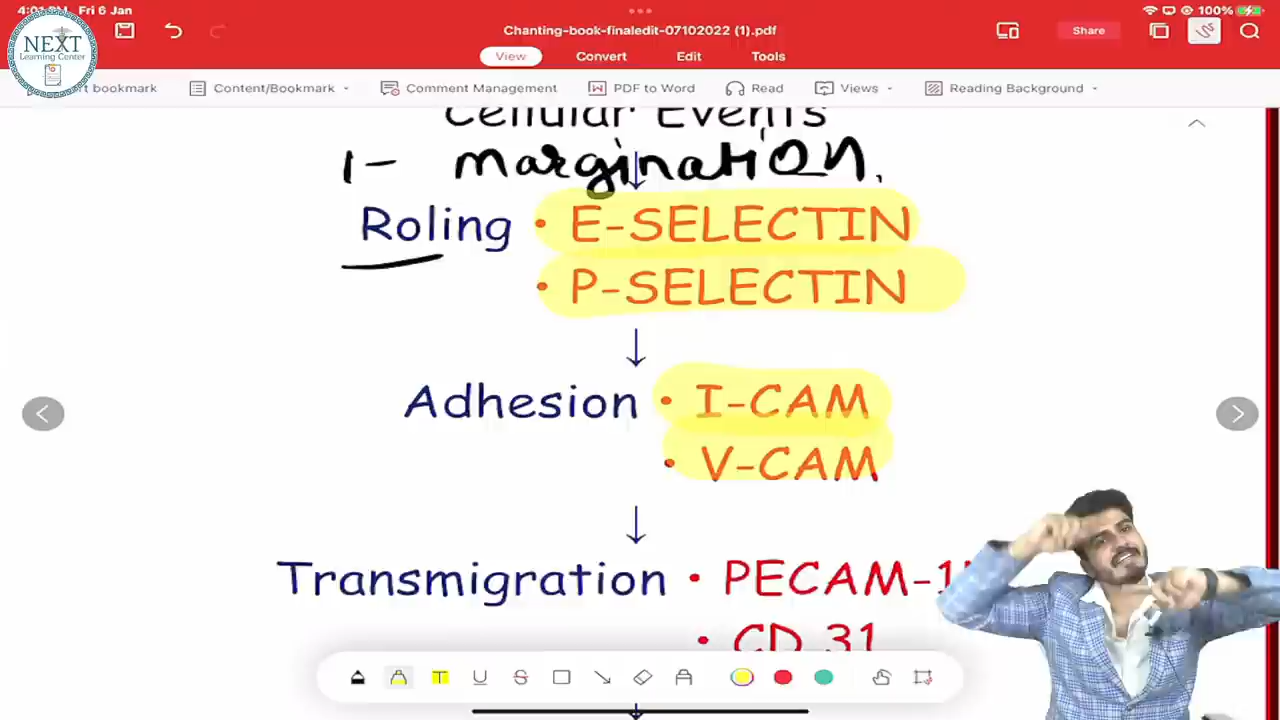 4:01 PM Fri 6 Jan
100%
NEXT
Learning Center
Chanting-book-finaledit-07102022 (1).pdf
Share
View
Convert
Edit
Tools
bookmark
Content/Bookmark
Comment Management
PDF to Word
Read
Views
Reading Background
Cellular Events
1- margination.
Roling • E-SELECTIN
• P-SELECTIN
↓
Adhesion • I-CAM
• V-CAM
↓
Transmigration • PECAM-1
• CD 31